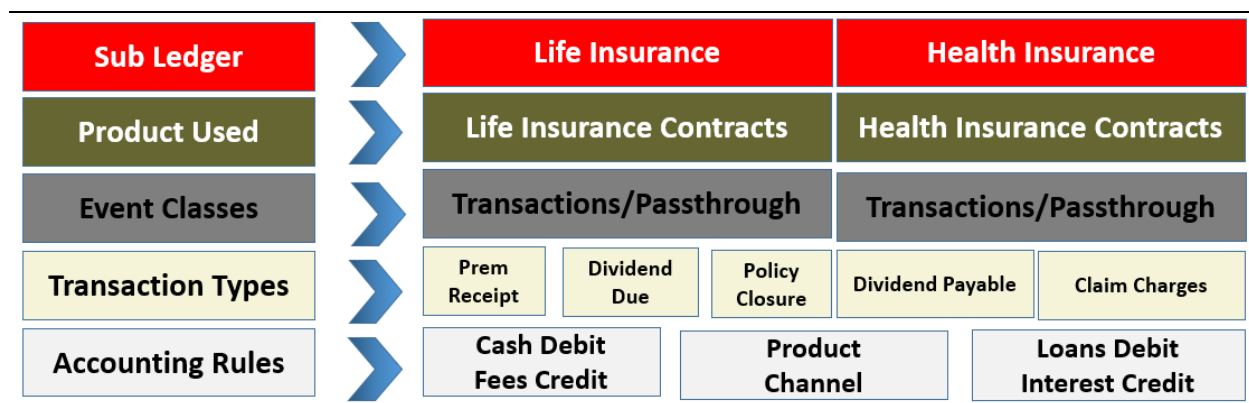 Sub Ledger
Life Insurance
Health Insurance
Product Used
Life Insurance Contracts
Health Insurance Contracts
Event Classes
Transactions/Passthrough
Transactions/Passthrough
Transaction Types
Prem
Receipt
Dividend
Due
Policy
Closure
Dividend Payable
Claim Charges
Accounting Rules
Cash Debit
Fees Credit
Product
Channel
Loans Debit
Interest Credit